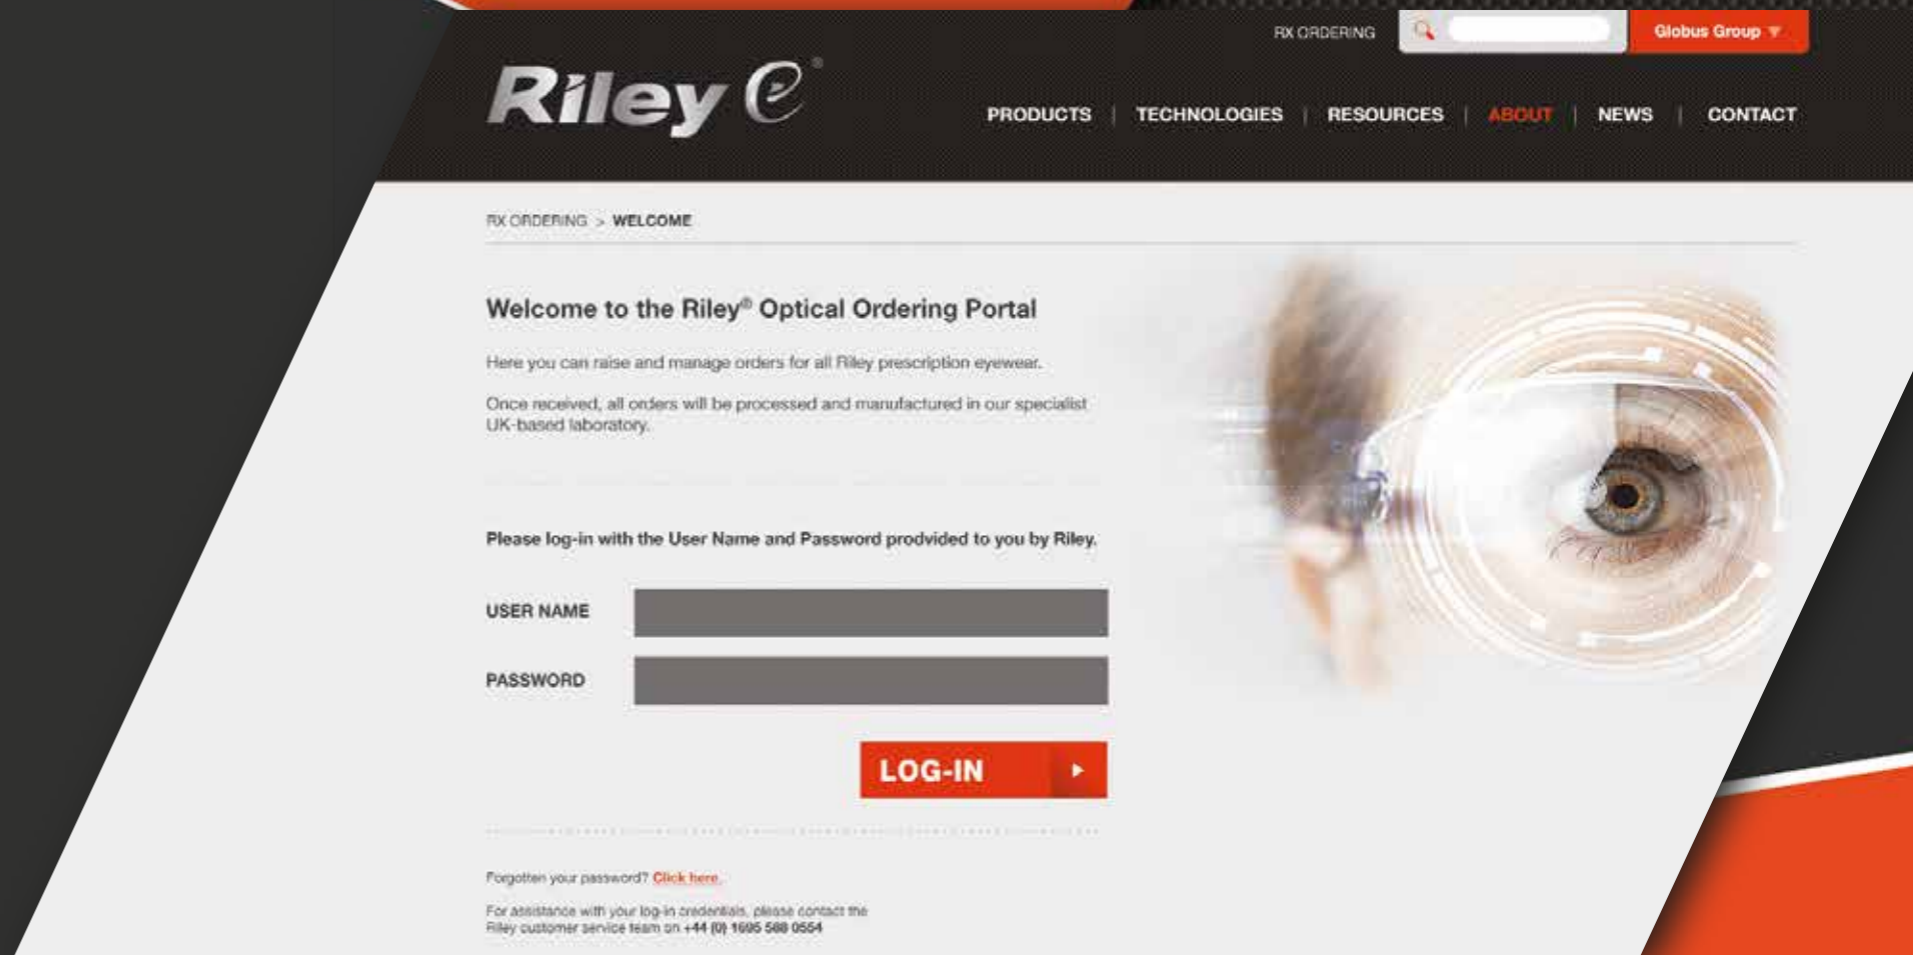 RX ORDERING
Globus Group
Riley e®
PRODUCTS | TECHNOLOGIES | RESOURCES | ABOUT | NEWS | CONTACT
RX ORDERING > WELCOME
Welcome to the Riley® Optical Ordering Portal
Here you can raise and manage orders for all Riley prescription eyewear.
Once received, all orders will be processed and manufactured in our specialist
UK-based laboratory.
Please log-in with the User Name and Password prodvided to you by Riley.
USER NAME
PASSWORD
LOG-IN
Forgotten your password? Click here.
For assistance with your log-in credentials, please contact the
Riley customer service team on +44 (0) 1695 588 0554